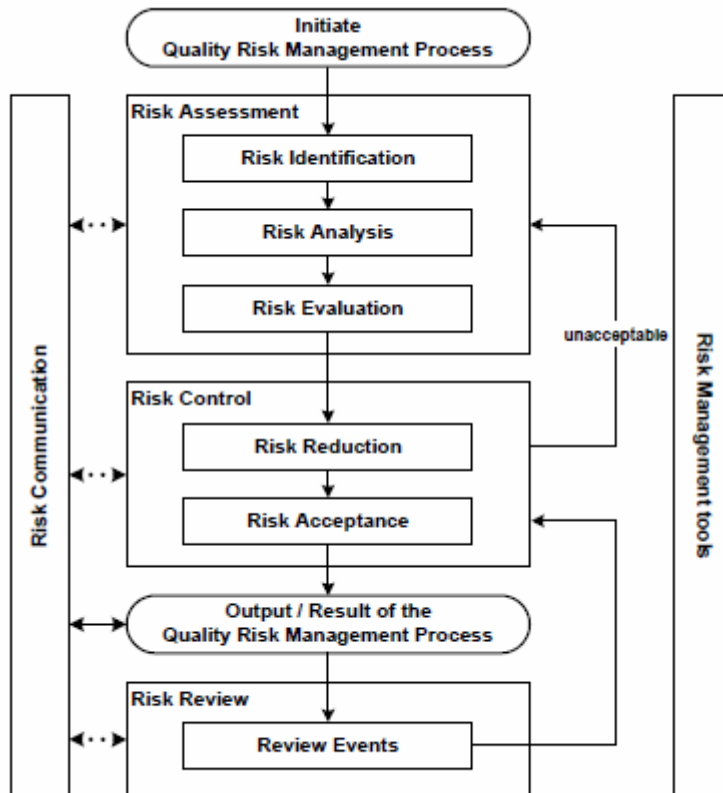 Initiate
Quality Risk Management Process
Risk Assessment
Risk Identification
Risk Analysis
Risk Evaluation
unacceptable
Risk Control
Risk Reduction
Risk Acceptance
Output / Result of the
Quality Risk Management Process
Risk Review
Review Events
Risk Communication
Risk Management tools